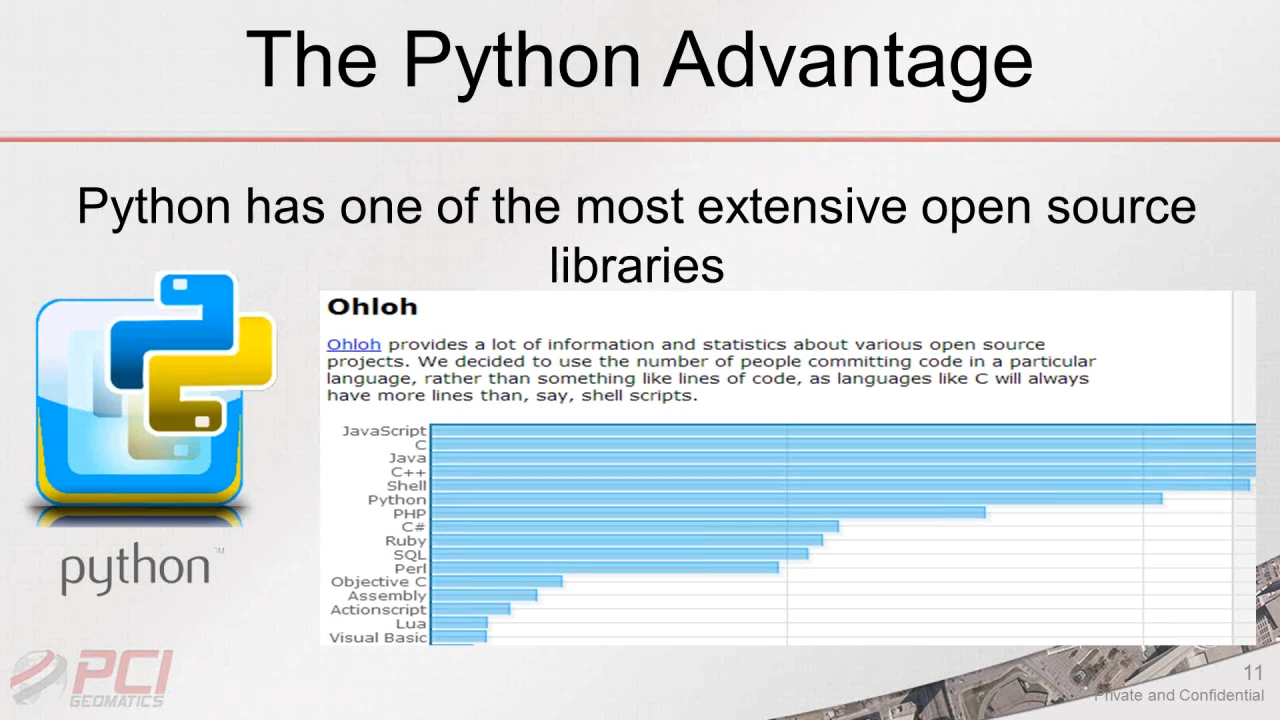 The Python Advantage
Python has one of the most extensive open source
libraries
Ohloh
Ohloh provides a lot of information and statistics about various open source
projects. We decided to use the number of people committing code in a particular
language, rather than something like lines of code, as languages like C will always
have more lines than, say, shell scripts.
JavaScript
C
Java
C++
Shell
Python
PHP
C#
Ruby
SQL
Perl
Objective C
Assembly
Actionscript
Lua
Visual Basic
python™
PCI
GEOMATICS
11
Private and Confidential